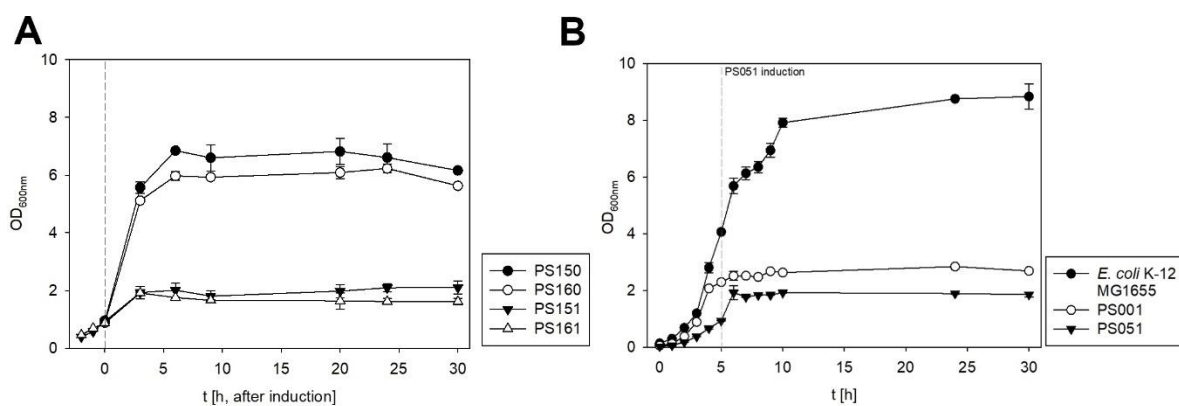 A
10
8
6
4
2
0
OD600nm
0 5 10 15 20 25 30
t [h, after induction]
PS150
PS160
PS151
PS161
B
PS051 induction
10
8
6
4
2
0
OD600nm
0 5 10 15 20 25 30
t [h]
E. coli K-12
MG1655
PS001
PS051